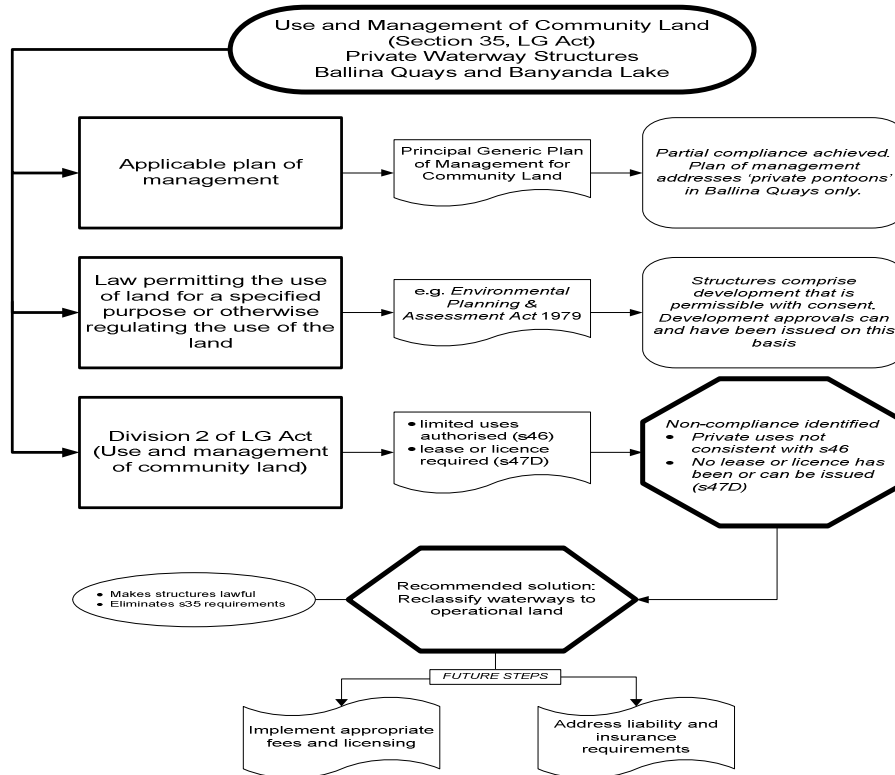 Use and Management of Community Land
(Section 35, LG Act)
Private Waterway Structures
Ballina Quays and Banyanda Lake
Applicable plan of
management
Principal Generic Plan
of Management for
Community Land
Partial compliance achieved.
Plan of management
addresses ‘private pontoons’
in Ballina Quays only.
Law permitting the use
of land for a specified
purpose or otherwise
regulating the use of the
land
e.g. Environmental
Planning &
Assessment Act 1979
Structures comprise
development that is
permissible with consent.
Development approvals can
and have been issued on this
basis
Division 2 of LG Act
(Use and management
of community land)
• limited uses
authorised (s46)
• lease or licence
required (s47D)
Non-compliance identified
• Private uses not
consistent with s46
• No lease or licence has
been or can be issued
(s47D)
• Makes structures lawful
• Eliminates s35 requirements
Recommended solution:
Reclassify waterways to
operational land
FUTURE STEPS
Implement appropriate
fees and licensing
Address liability and
insurance
requirements